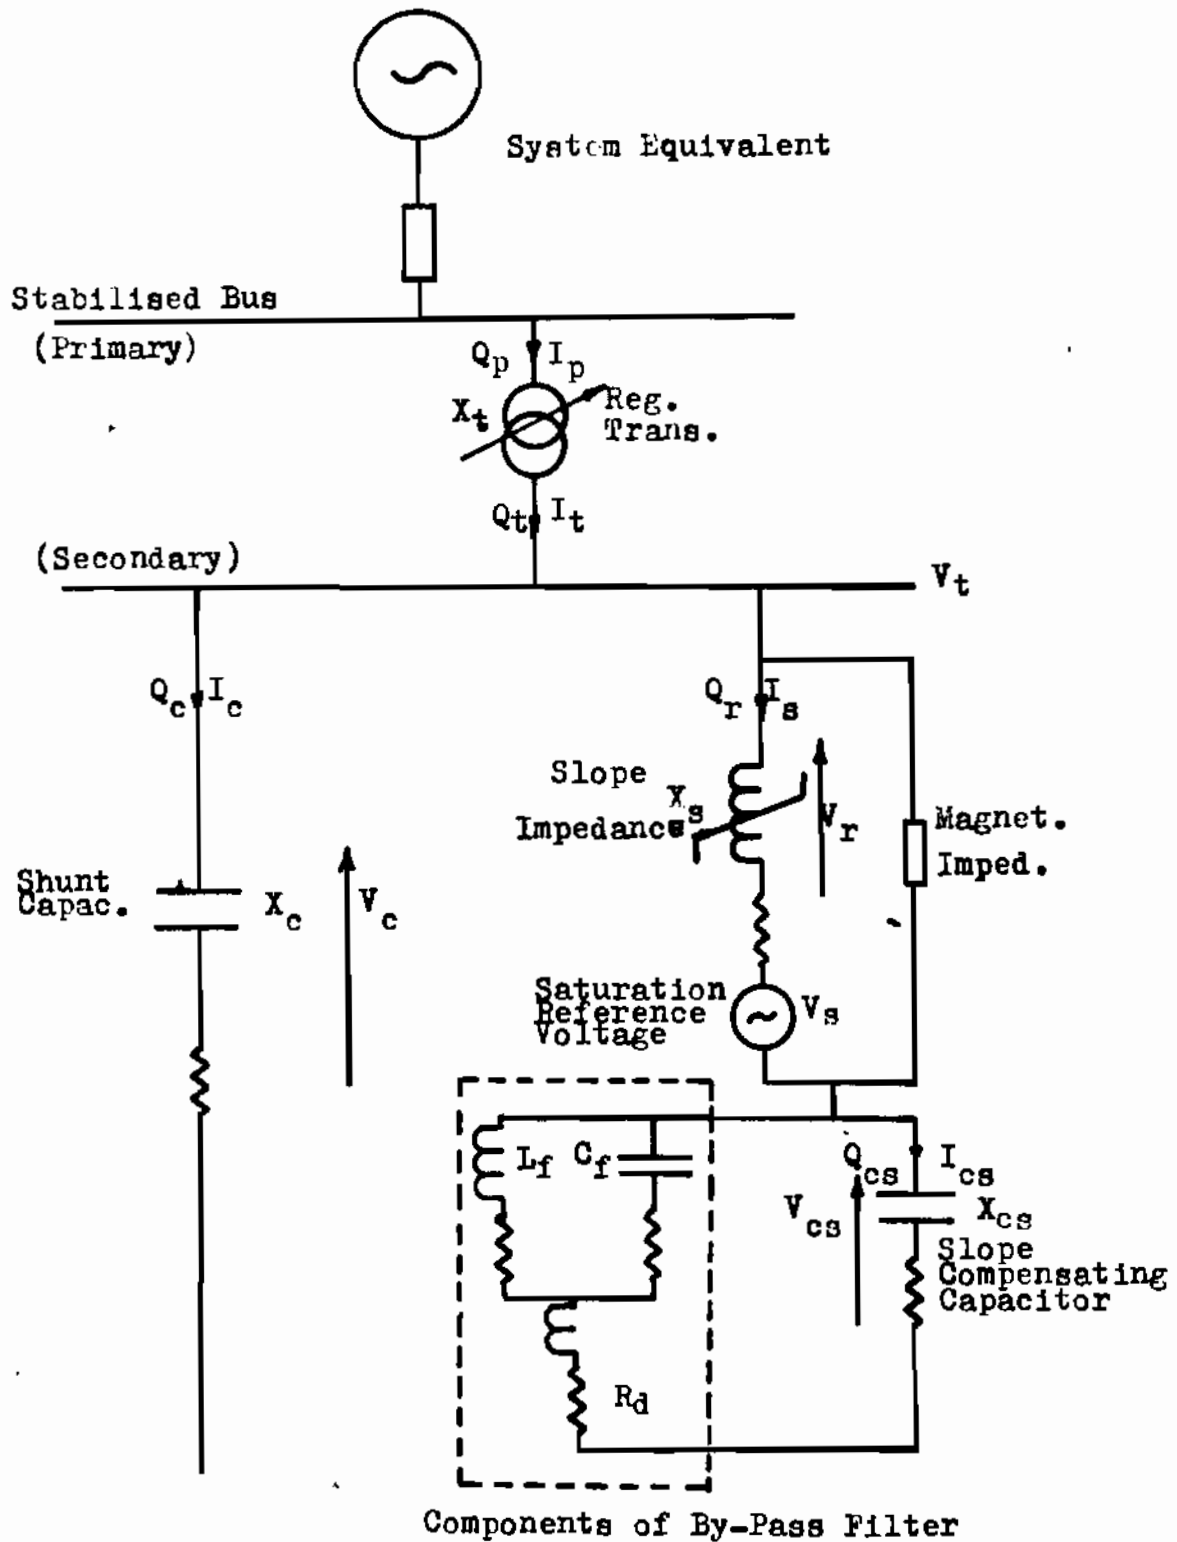 System Equivalent
Stabilised Bus
(Primary)
Qp Ip
Xt
Reg.
Trans.
Qt It
(Secondary)
Vt
Qc Ic
Qr Is
Slope
Impedance
Xs
Vr
Magnet.
Imped.
Shunt
Capac.
Xc
Vc
Saturation
Reference
Voltage
Vs
Lf Cf
Qcs Ics
Vcs
Xcs
Slope
Compensating
Capacitor
Rd
Components of By-Pass Filter